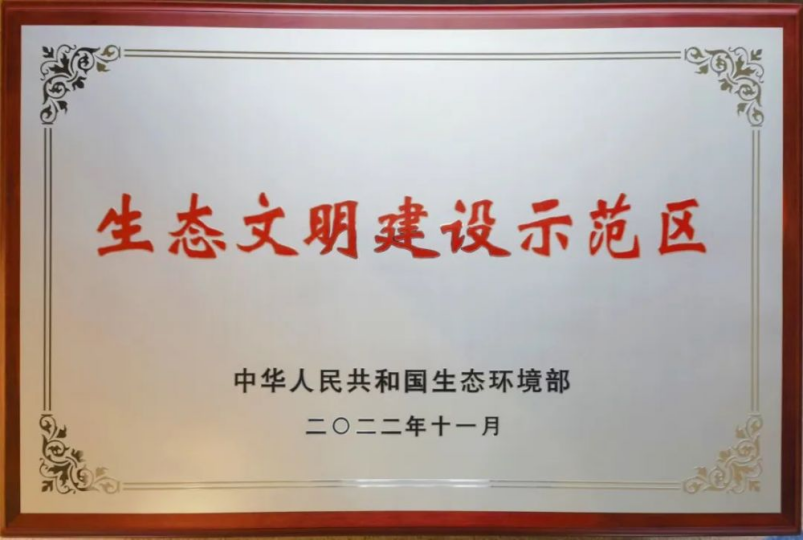 生态文明建设示范区
中华人民共和国生态环境部
二〇二二年十一月